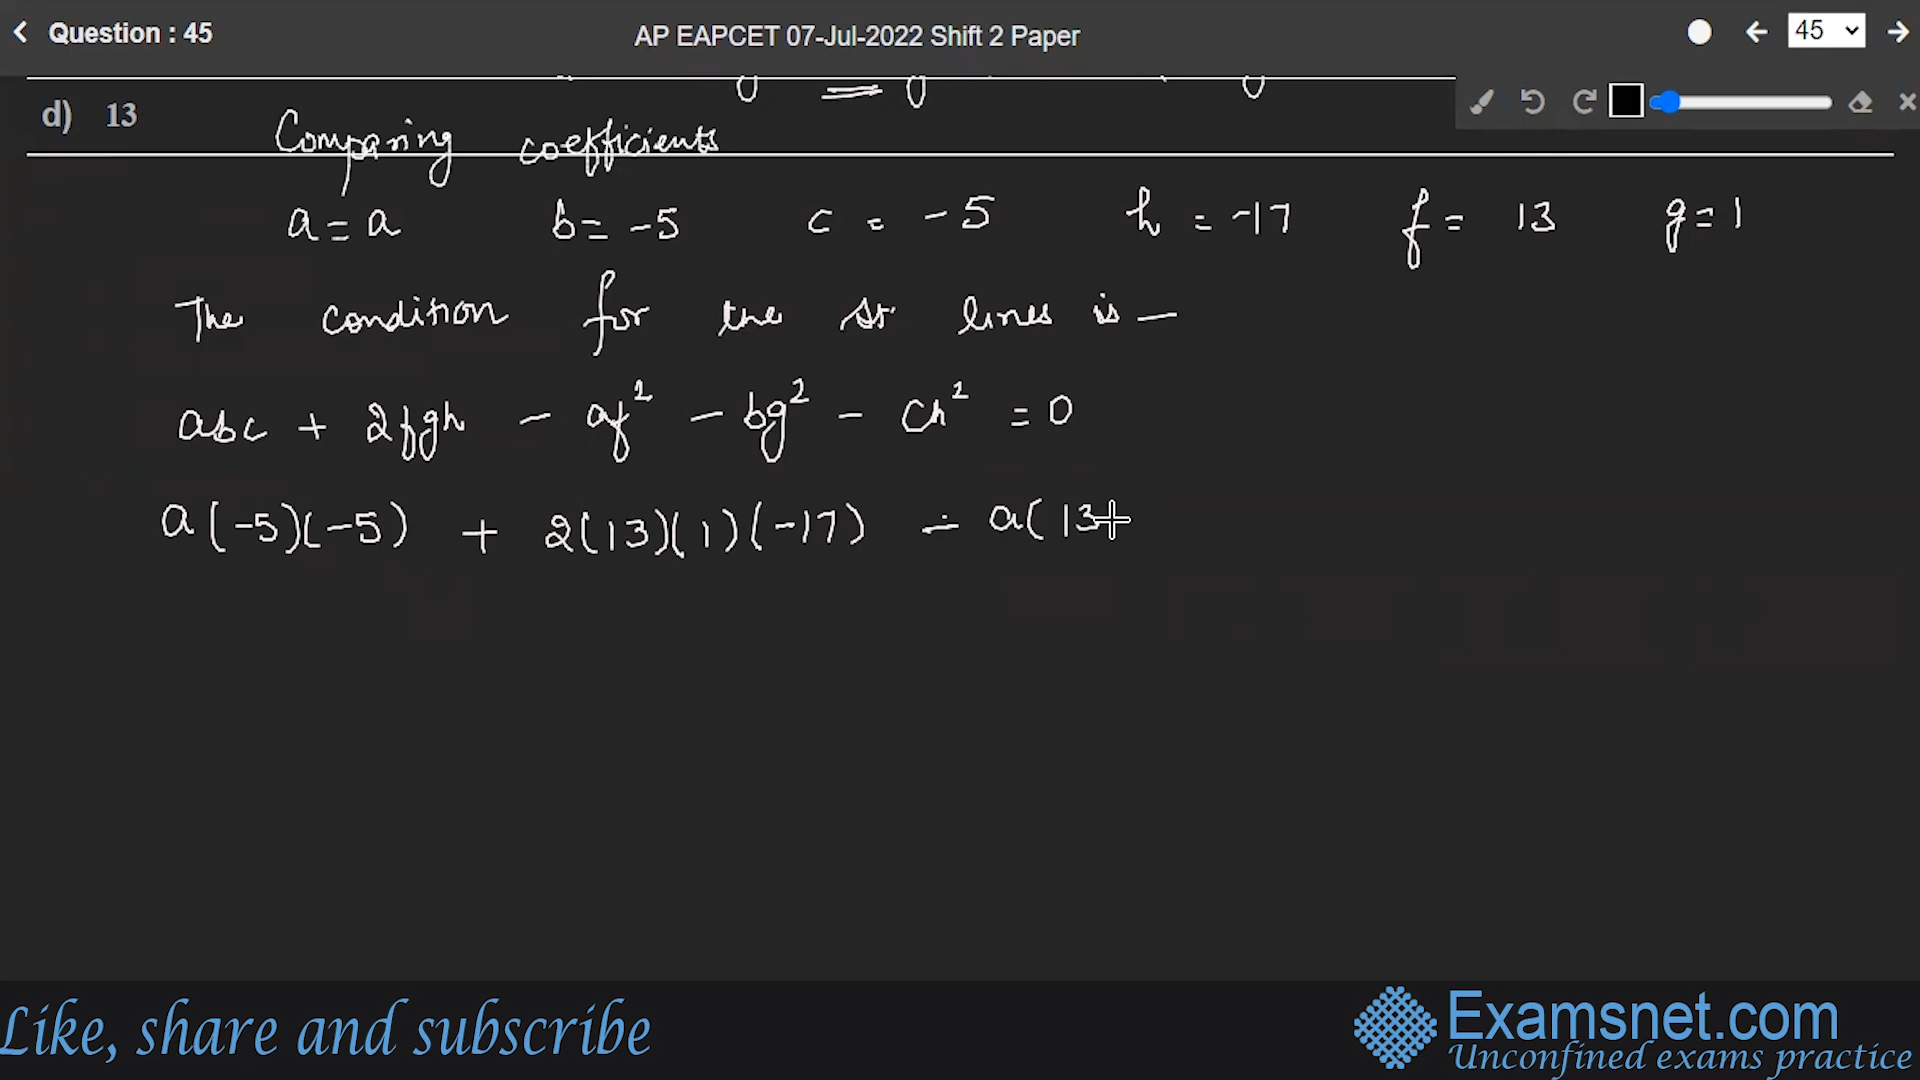 Question : 45
AP EAPCET 07-Jul-2022 Shift 2 Paper
45
d) 13
Comparing coefficients
a = a b = -5 c = -5 h = -17 f = 13 g = 1
The condition for the st. lines is —
abc + 2fgh - af² - bg² - ch² = 0
a(-5)(-5) + 2(13)(1)(-17) - a(13
Like, share and subscribe
Examsnet.com
Unconfined exams practice